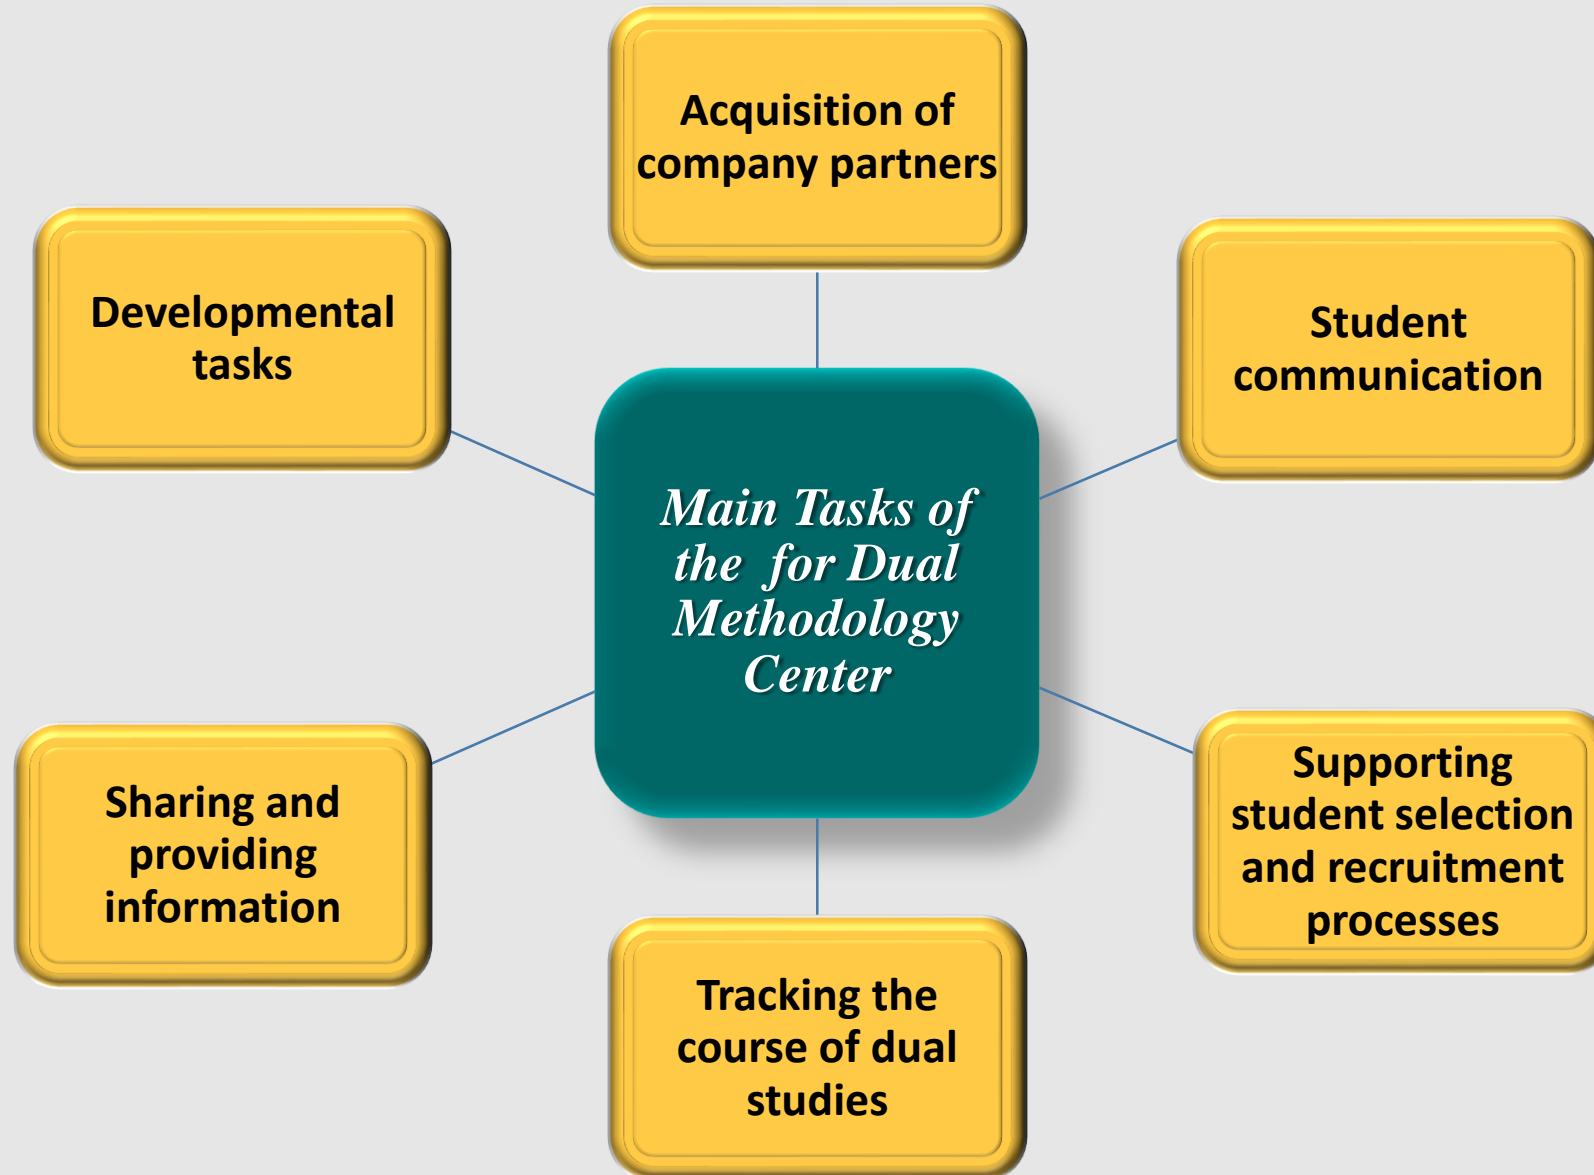 Acquisition of
company partners
Developmental
tasks
Student
communication
Main Tasks of
the  for Dual
Methodology
Center
Sharing and
providing
information
Supporting
student selection
and recruitment
processes
Tracking the
course of dual
studies